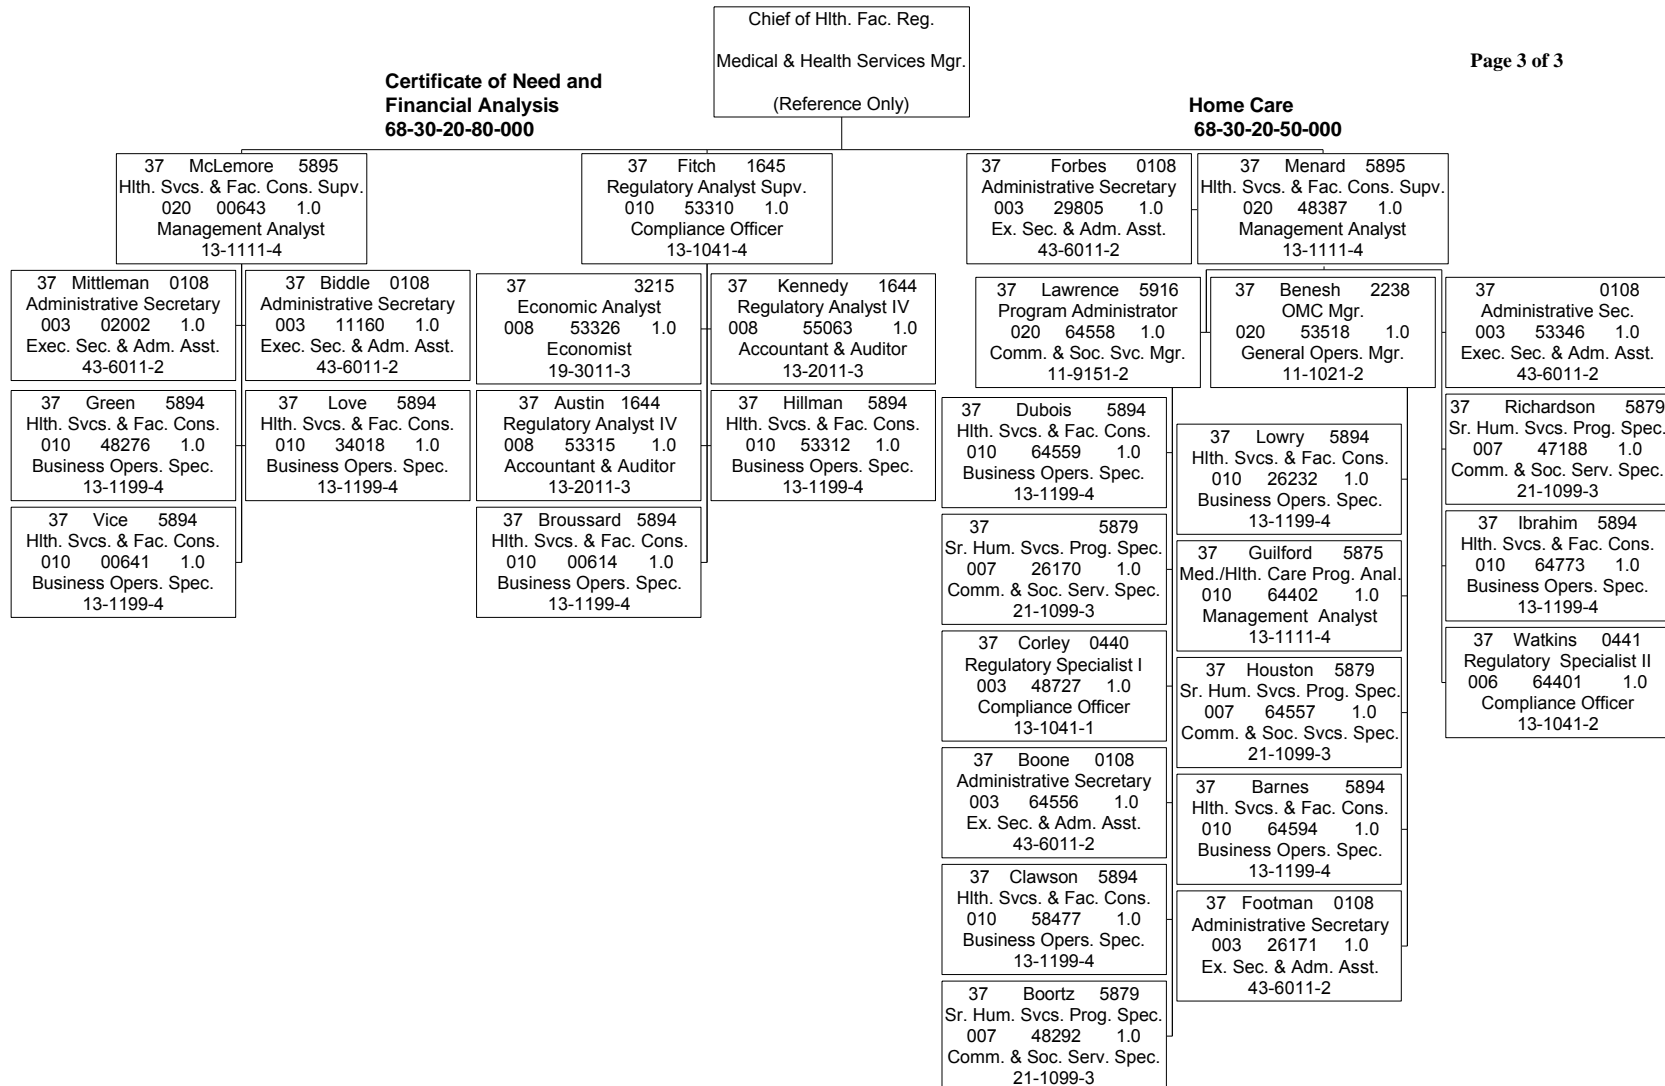 Chief of Hlth. Fac. Reg.
Medical & Health Services Mgr.
(Reference Only)
Page 3 of 3
Certificate of Need and
Financial Analysis
68-30-20-80-000
Home Care
68-30-20-50-000
37 McLemore 5895
Hlth. Svcs. & Fac. Cons. Supv.
020 00643 1.0
Management Analyst
13-1111-4
37 Fitch 1645
Regulatory Analyst Supv.
010 53310 1.0
Compliance Officer
13-1041-4
37 Forbes 0108
Administrative Secretary
003 29805 1.0
Ex. Sec. & Adm. Asst.
43-6011-2
37 Menard 5895
Hlth. Svcs. & Fac. Cons. Supv.
020 48387 1.0
Management Analyst
13-1111-4
37 Mittleman 0108
Administrative Secretary
003 02002 1.0
Exec. Sec. & Adm. Asst.
43-6011-2
37 Biddle 0108
Administrative Secretary
003 11160 1.0
Exec. Sec. & Adm. Asst.
43-6011-2
37 Green 5894
Hlth. Svcs. & Fac. Cons.
010 48276 1.0
Business Opers. Spec.
13-1199-4
37 Love 5894
Hlth. Svcs. & Fac. Cons.
010 34018 1.0
Business Opers. Spec.
13-1199-4
37 Vice 5894
Hlth. Svcs. & Fac. Cons.
010 00641 1.0
Business Opers. Spec.
13-1199-4
37 3215
Economic Analyst
008 53326 1.0
Economist
19-3011-3
37 Kennedy 1644
Regulatory Analyst IV
008 55063 1.0
Accountant & Auditor
13-2011-3
37 Austin 1644
Regulatory Analyst IV
008 53315 1.0
Accountant & Auditor
13-2011-3
37 Hillman 5894
Hlth. Svcs. & Fac. Cons.
010 53312 1.0
Business Opers. Spec.
13-1199-4
37 Broussard 5894
Hlth. Svcs. & Fac. Cons.
010 00614 1.0
Business Opers. Spec.
13-1199-4
37 Lawrence 5916
Program Administrator
020 64558 1.0
Comm. & Soc. Svc. Mgr.
11-9151-2
37 Benesh 2238
OMC Mgr.
020 53518 1.0
General Opers. Mgr.
11-1021-2
37 0108
Administrative Sec.
003 53346 1.0
Exec. Sec. & Adm. Asst.
43-6011-2
37 Dubois 5894
Hlth. Svcs. & Fac. Cons.
010 64559 1.0
Business Opers. Spec.
13-1199-4
37 5879
Sr. Hum. Svcs. Prog. Spec.
007 26170 1.0
Comm. & Soc. Serv. Spec.
21-1099-3
37 Corley 0440
Regulatory Specialist I
003 48727 1.0
Compliance Officer
13-1041-1
37 Boone 0108
Administrative Secretary
003 64556 1.0
Ex. Sec. & Adm. Asst.
43-6011-2
37 Clawson 5894
Hlth. Svcs. & Fac. Cons.
010 58477 1.0
Business Opers. Spec.
13-1199-4
37 Boortz 5879
Sr. Hum. Svcs. Prog. Spec.
007 48292 1.0
Comm. & Soc. Serv. Spec.
21-1099-3
37 Lowry 5894
Hlth. Svcs. & Fac. Cons.
010 26232 1.0
Business Opers. Spec.
13-1199-4
37 Guilford 5875
Med./Hlth. Care Prog. Anal.
010 64402 1.0
Management Analyst
13-1111-4
37 Houston 5879
Sr. Hum. Svcs. Prog. Spec.
007 64557 1.0
Comm. & Soc. Svcs. Spec.
21-1099-3
37 Barnes 5894
Hlth. Svcs. & Fac. Cons.
010 64594 1.0
Business Opers. Spec.
13-1199-4
37 Footman 0108
Administrative Secretary
003 26171 1.0
Ex. Sec. & Adm. Asst.
43-6011-2
37 Richardson 5879
Sr. Hum. Svcs. Prog. Spec.
007 47188 1.0
Comm. & Soc. Serv. Spec.
21-1099-3
37 Ibrahim 5894
Hlth. Svcs. & Fac. Cons.
010 64773 1.0
Business Opers. Spec.
13-1199-4
37 Watkins 0441
Regulatory Specialist II
006 64401 1.0
Compliance Officer
13-1041-2